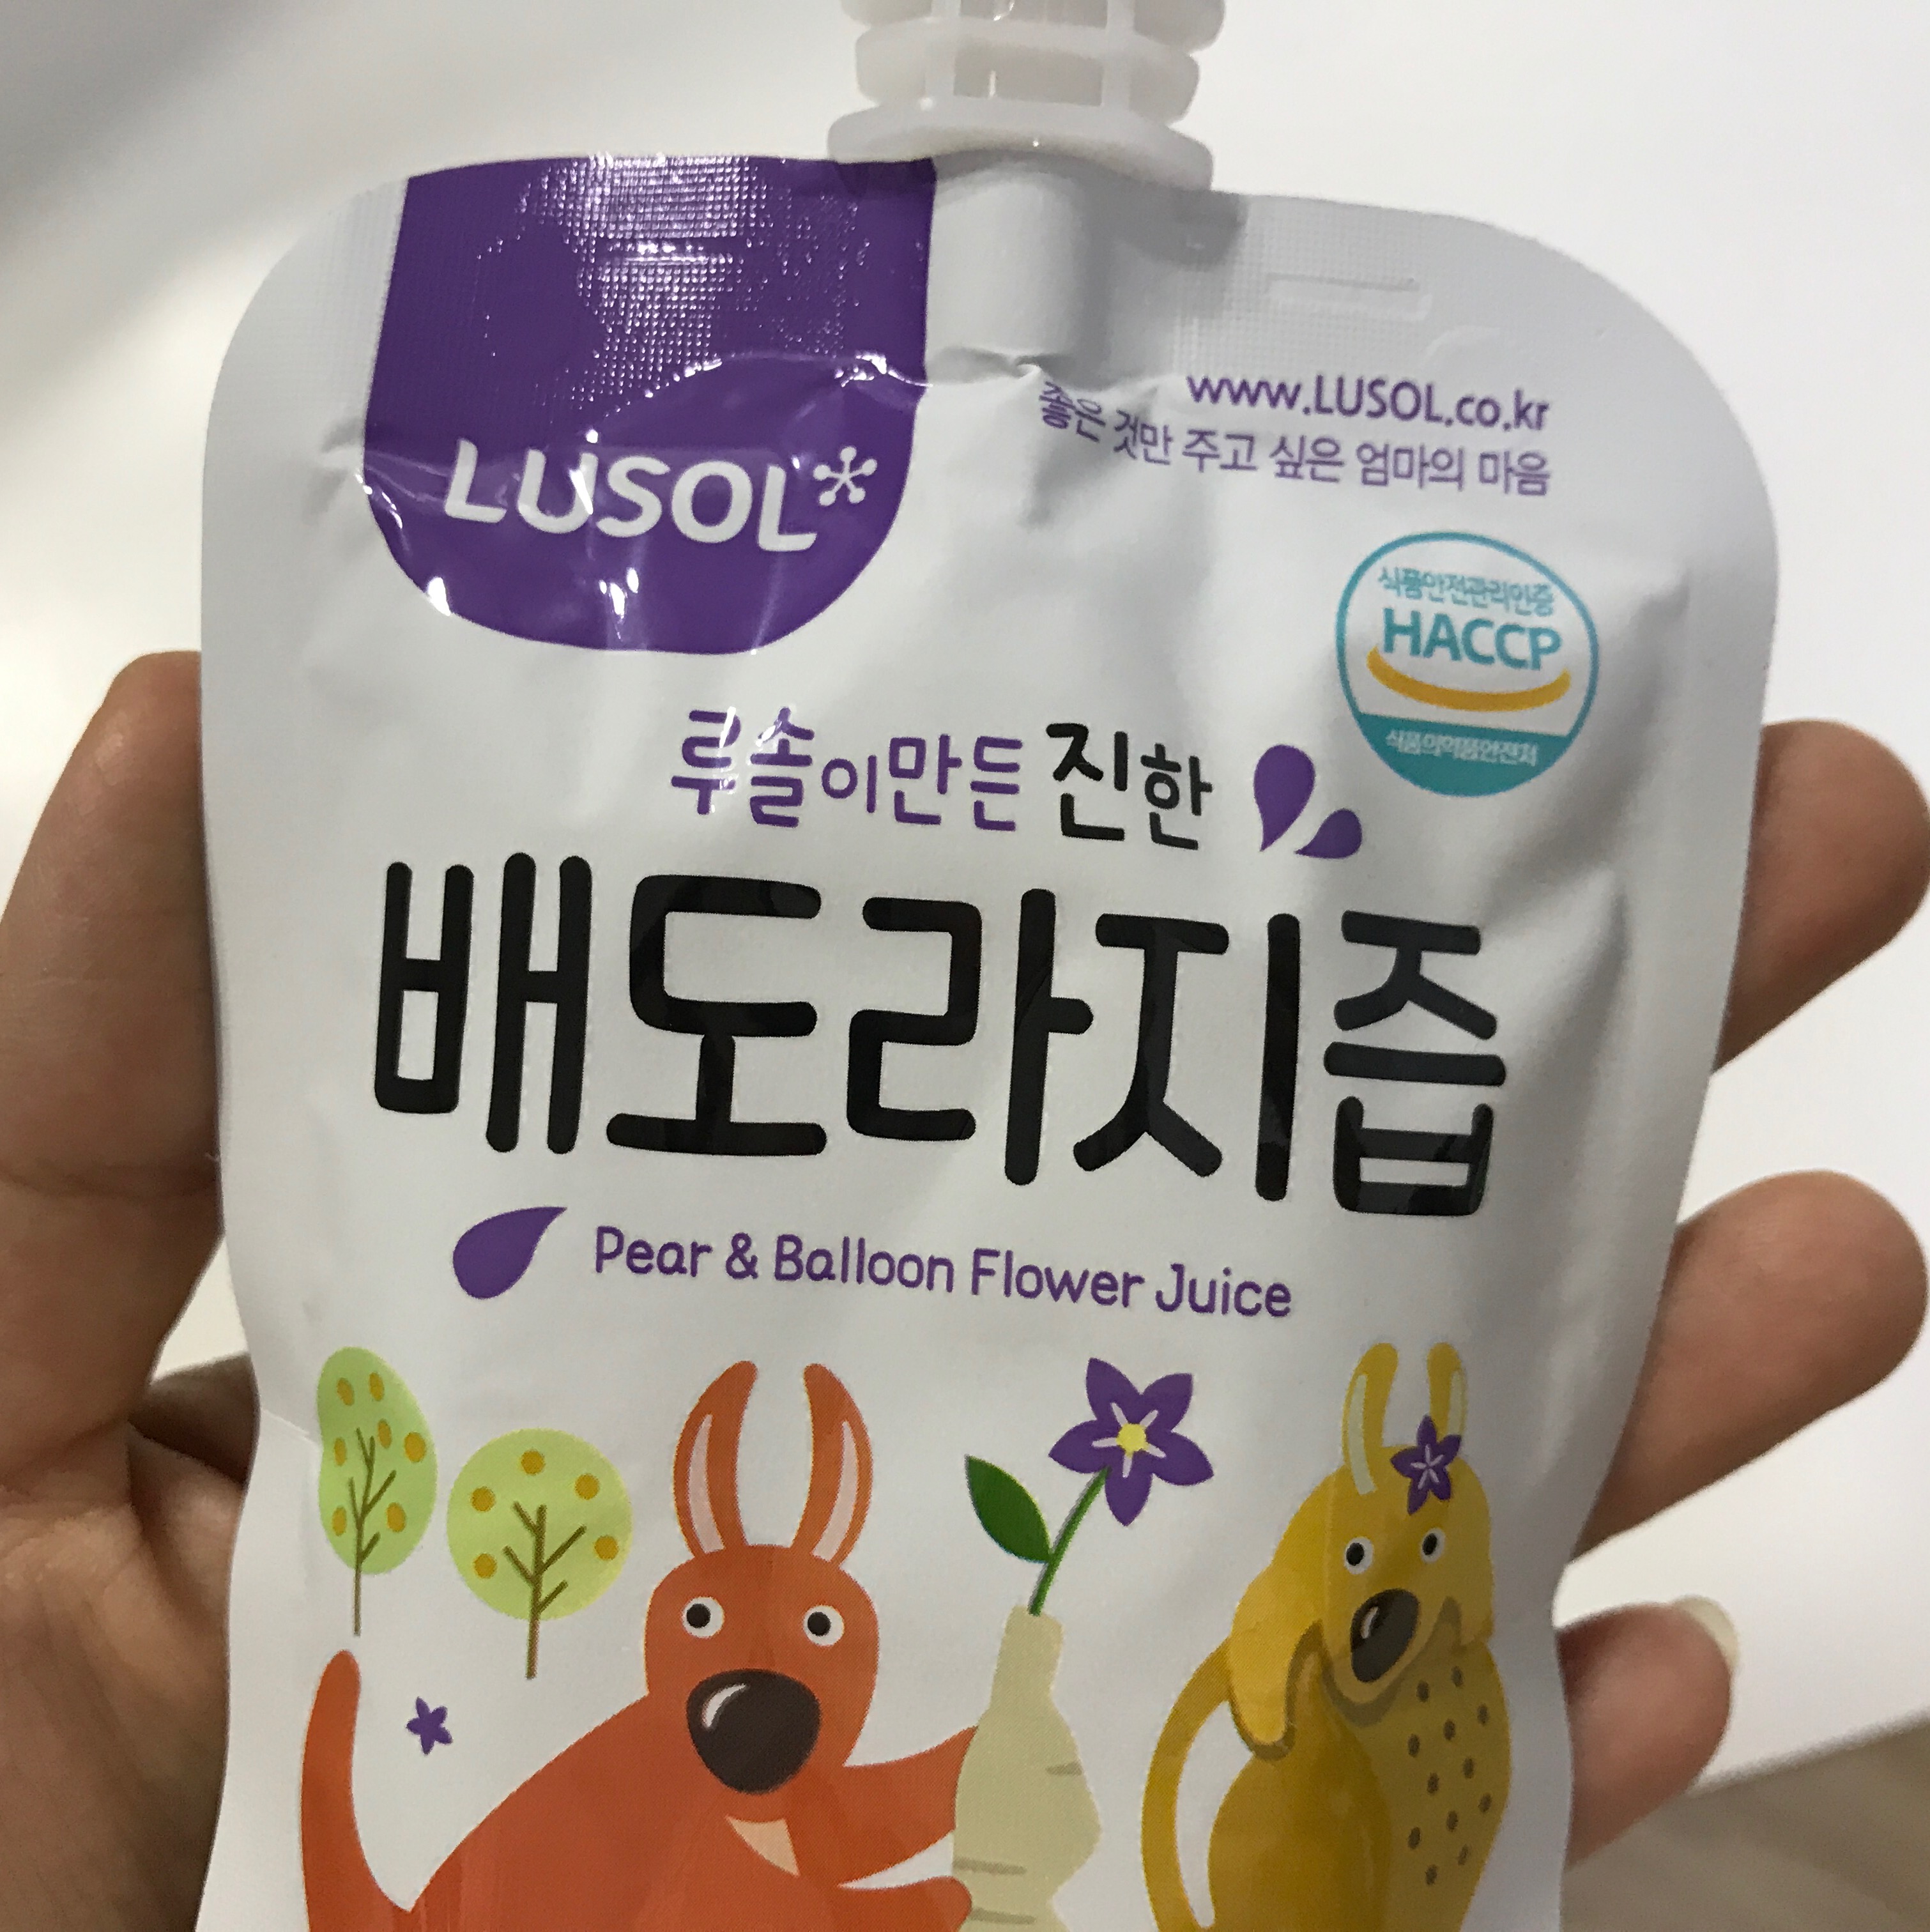 LUSOL
www.LUSOL.co.kr
좋은 것만 주고 싶은 엄마의 마음
식품안전관리인증
HACCP
식품의약품안전처
루솔이만든 진한
배도라지즙
Pear & Balloon Flower Juice